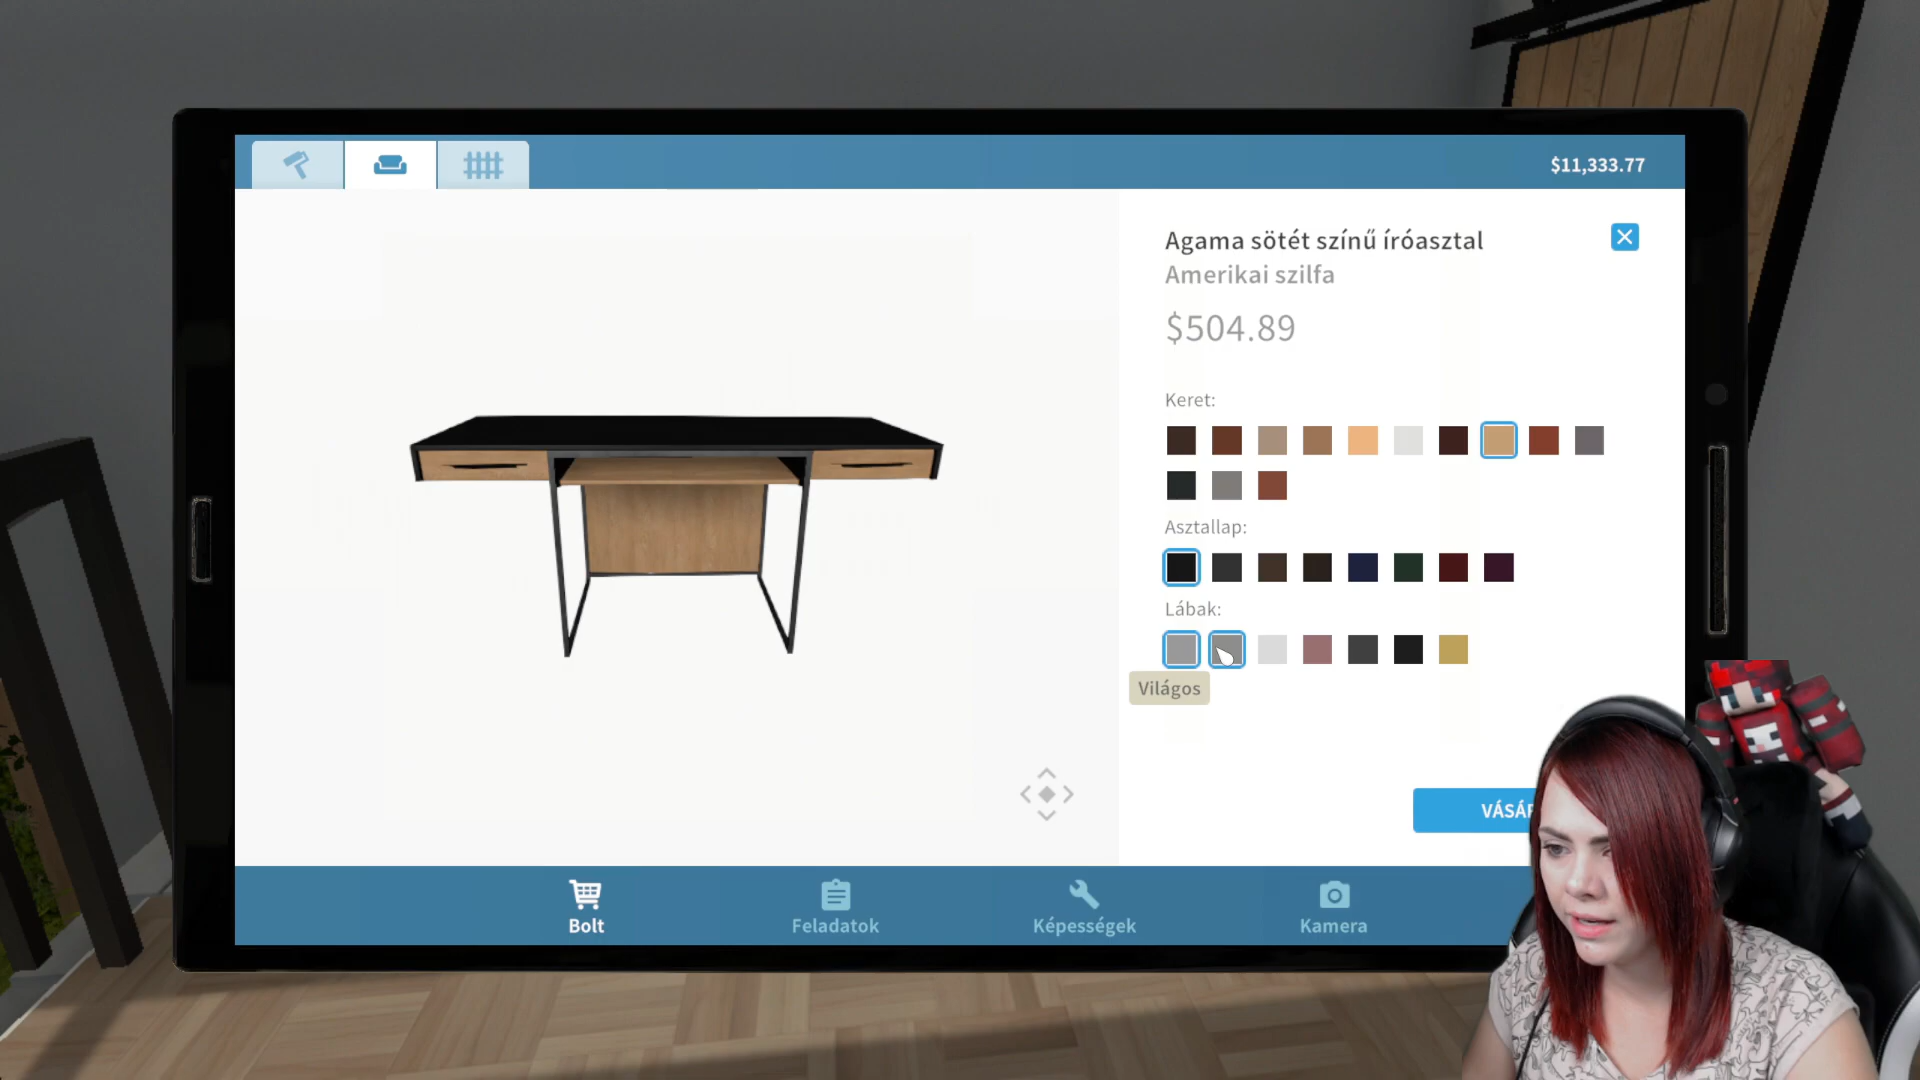 $11,333.77
Agama sötét színű íróasztal
Amerikai szilfa
$504.89
Keret:
Asztallap:
Lábak:
Világos
Bolt
Feladatok
Képességek
Kamera